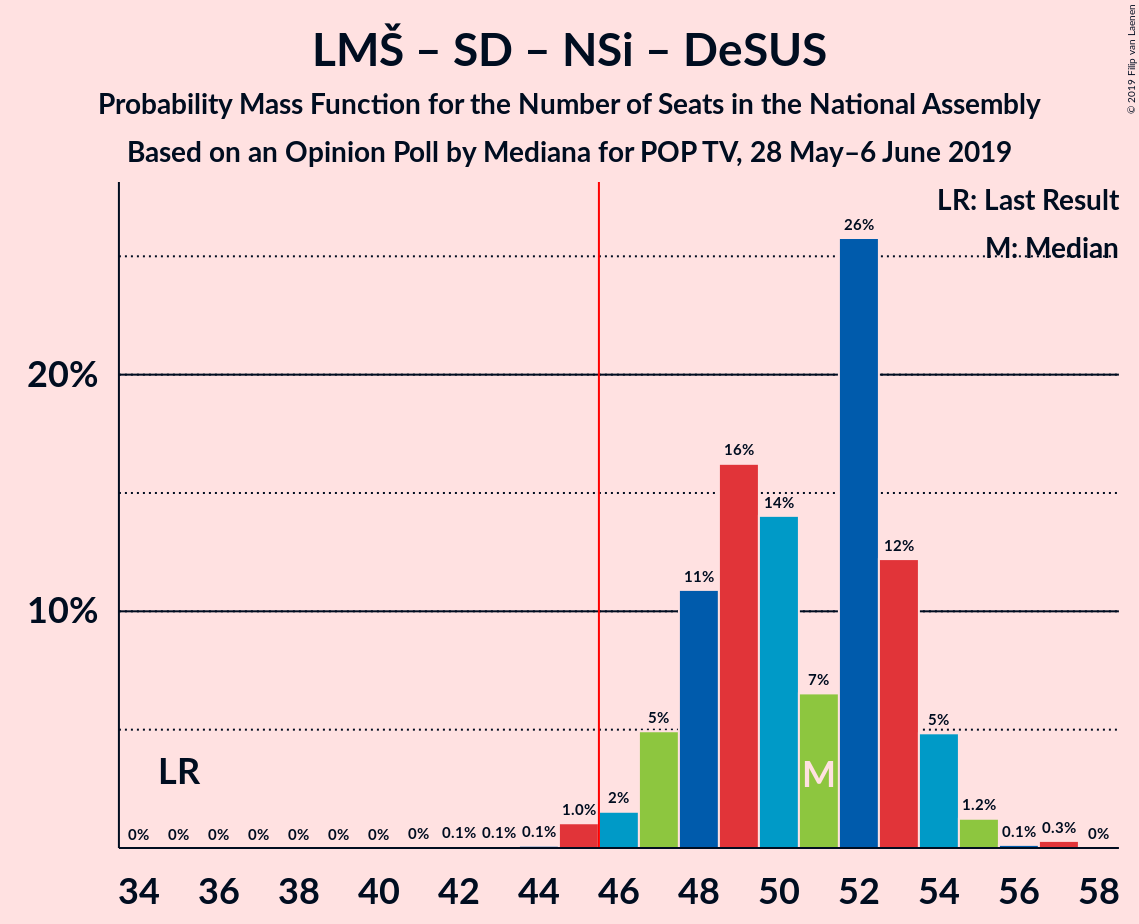 LMŠ – SD – NSi – DeSUS
Probability Mass Function for the Number of Seats in the National Assembly
Based on an Opinion Poll by Mediana for POP TV, 28 May–6 June 2019
© 2019 Filip van Laenen
LR: Last Result
M: Median
26%
20%
16%
14%
12%
11%
10%
7%
5%
5%
LR
M
0% 0% 0% 0% 0% 0% 0% 0% 0.1% 0.1% 0.1% 1.0% 2% 1.2% 0.1% 0.3% 0%
34 36 38 40 42 44 46 48 50 52 54 56 58